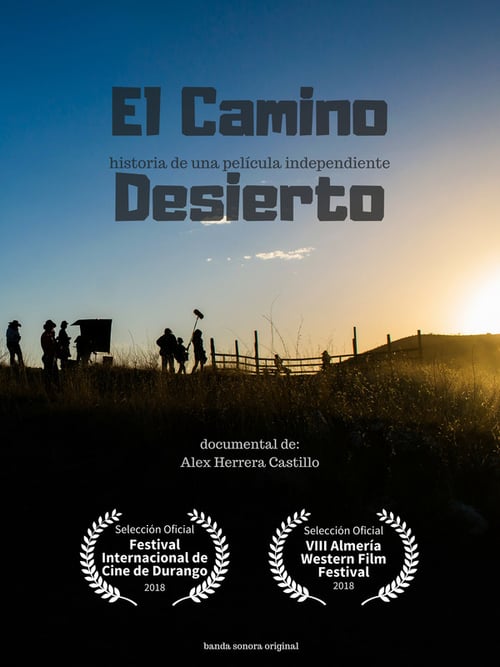 El Camino
historia de una película independiente
Desierto
documental de:
Alex Herrera Castillo
Selección Oficial
Festival
Internacional de
Cine de Durango
2018
Selección Oficial
VIII Almería
Western Film
Festival
2018
banda sonora original